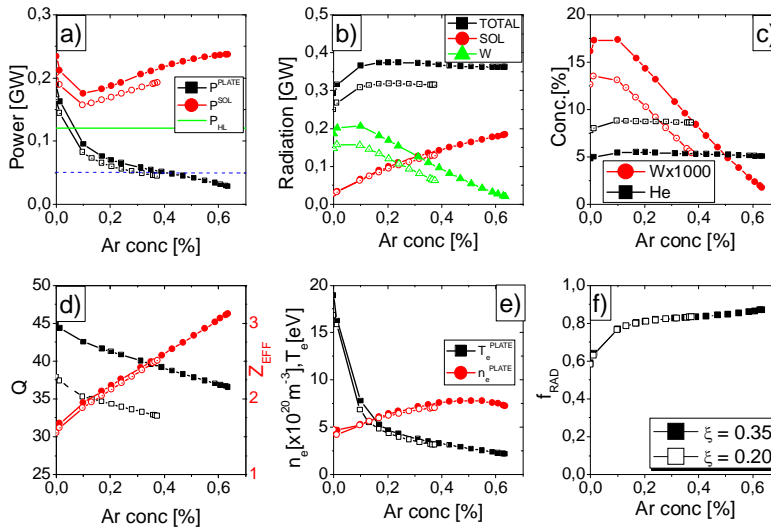 a)
Power [GW]
0,3
0,2
0,1
0,0
P^PLATE
P^SOL
P_HL
0,0 0,2 0,4 0,6
Ar conc [%]
b)
Radiation [GW]
0,5
0,4
0,3
0,2
0,1
0,0
TOTAL
SOL
W
0,0 0,2 0,4 0,6
Ar conc [%]
c)
Conc.[%]
20
15
10
5
0
Wx1000
He
0,0 0,2 0,4 0,6
Ar conc [%]
d)
Q
50
45
40
35
30
25
Z_EFF
3
2
1
0,0 0,2 0,4 0,6
Ar conc [%]
e)
n_e[x10^20 m^-3], T_e[eV]
20
15
10
5
0
T_e^PLATE
n_e^PLATE
0,0 0,2 0,4 0,6
Ar conc [%]
f)
f_RAD
1,0
0,8
0,6
0,4
0,2
0,0
ξ = 0.35
ξ = 0.20
0,0 0,2 0,4 0,6
Ar conc [%]